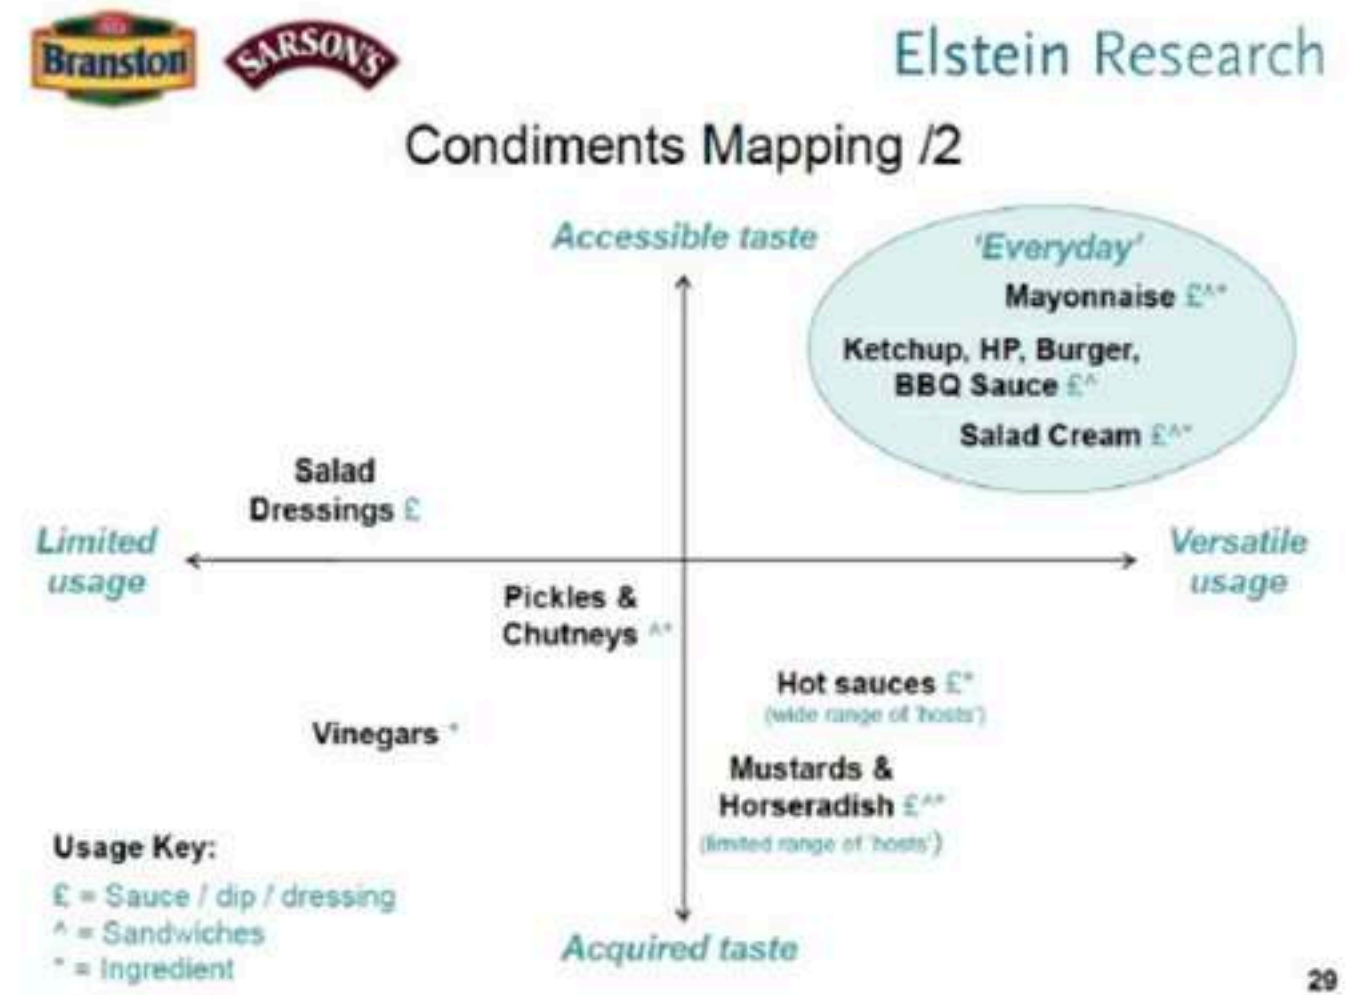 Branston
SARSON'S
Elstein Research
Condiments Mapping /2
Accessible taste
'Everyday'
Mayonnaise £^*
Ketchup, HP, Burger,
BBQ Sauce £^
Salad Cream £^*
Salad
Dressings £
Limited
usage
Versatile
usage
Pickles &
Chutneys ^*
Hot sauces £*
(wide range of 'hosts')
Vinegars *
Mustards &
Horseradish £^*
(limited range of 'hosts')
Usage Key:
£ = Sauce / dip / dressing
^ = Sandwiches
* = Ingredient
Acquired taste
29